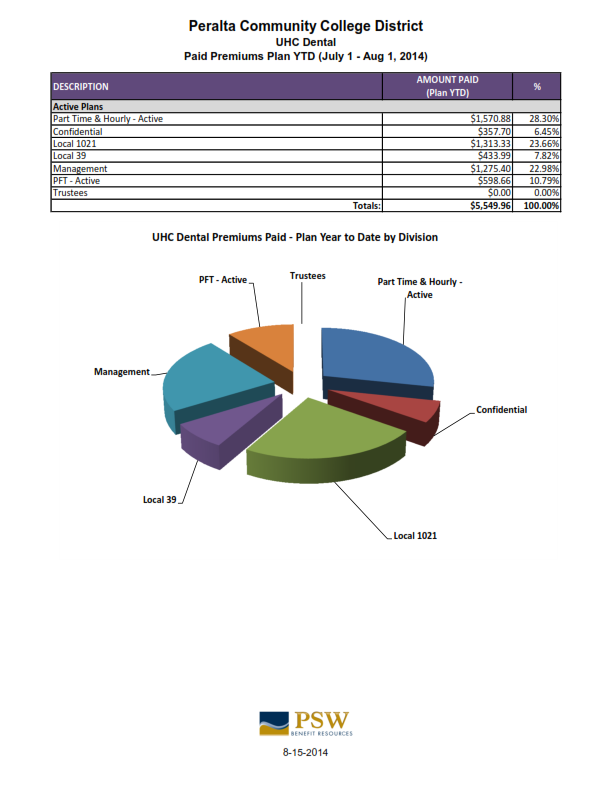 Peralta Community College District
UHC Dental
Paid Premiums Plan YTD (July 1 - Aug 1, 2014)
DESCRIPTION AMOUNT PAID (Plan YTD) %
Active Plans
Part Time & Hourly - Active $1,570.88 28.30%
Confidential $357.70 6.45%
Local 1021 $1,313.33 23.66%
Local 39 $433.99 7.82%
Management $1,275.40 22.98%
PFT - Active $598.66 10.79%
Trustees $0.00 0.00%
Totals: $5,549.96 100.00%
UHC Dental Premiums Paid - Plan Year to Date by Division
PFT - Active
Trustees
Part Time & Hourly -
Active
Management
Confidential
Local 39
Local 1021
PSW
BENEFIT RESOURCES
8-15-2014